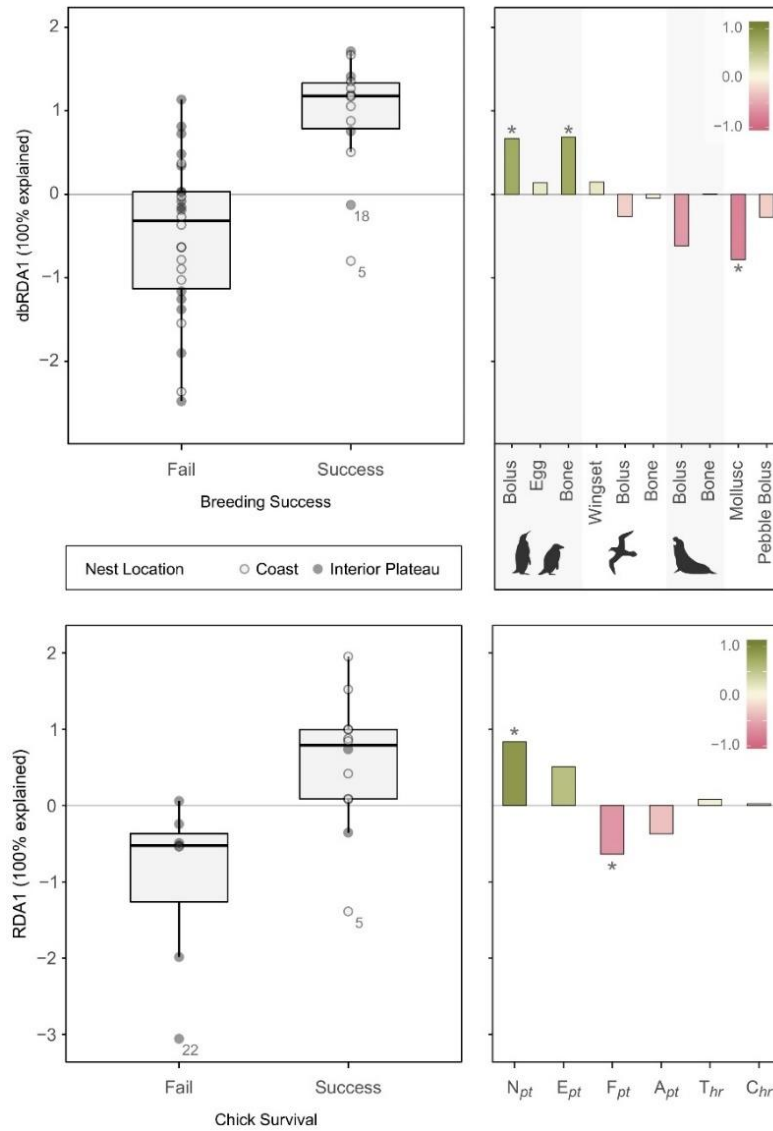 2
1
0
−1
−2
dbRDA1 (100% explained)
18
5
Fail
Success
Breeding Success
1.0
0.0
−1.0
*
*
*
Bolus
Egg
Bone
Wingset
Bolus
Bone
Bolus
Bone
Mollusc
Pebble Bolus
Nest Location
Coast
Interior Plateau
2
1
0
−1
−2
−3
RDA1 (100% explained)
22
5
Fail
Success
Chick Survival
1.0
0.0
−1.0
*
*
Npt
Ept
Fpt
Apt
Thr
Chr